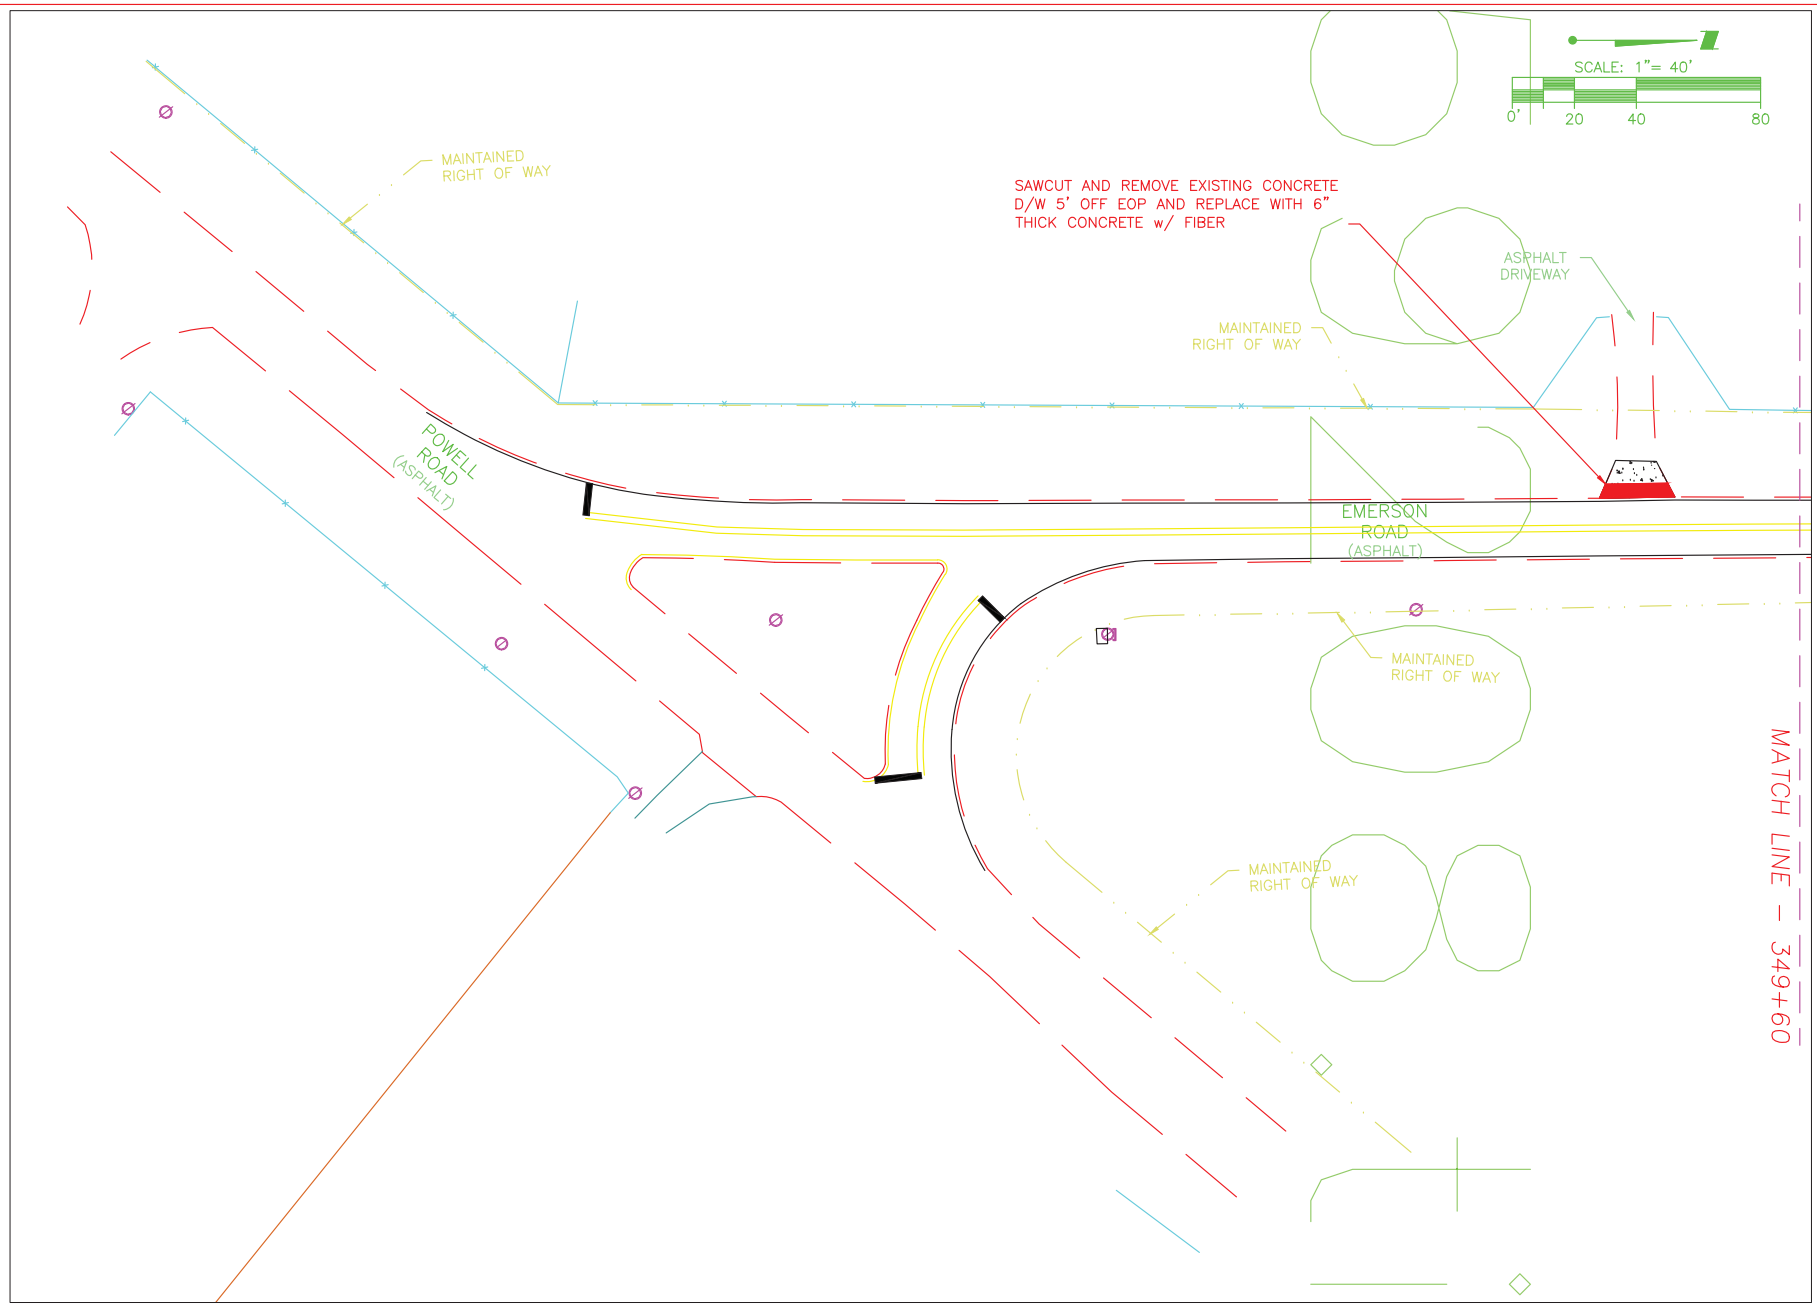 SCALE: 1"= 40'
0' 20 40 80
MAINTAINED
RIGHT OF WAY
SAWCUT AND REMOVE EXISTING CONCRETE
D/W 5' OFF EOP AND REPLACE WITH 6"
THICK CONCRETE w/ FIBER
ASPHALT
DRIVEWAY
MAINTAINED
RIGHT OF WAY
POWELL
ROAD
(ASPHALT)
EMERSON
ROAD
(ASPHALT)
MAINTAINED
RIGHT OF WAY
MAINTAINED
RIGHT OF WAY
MATCH LINE - 349+60